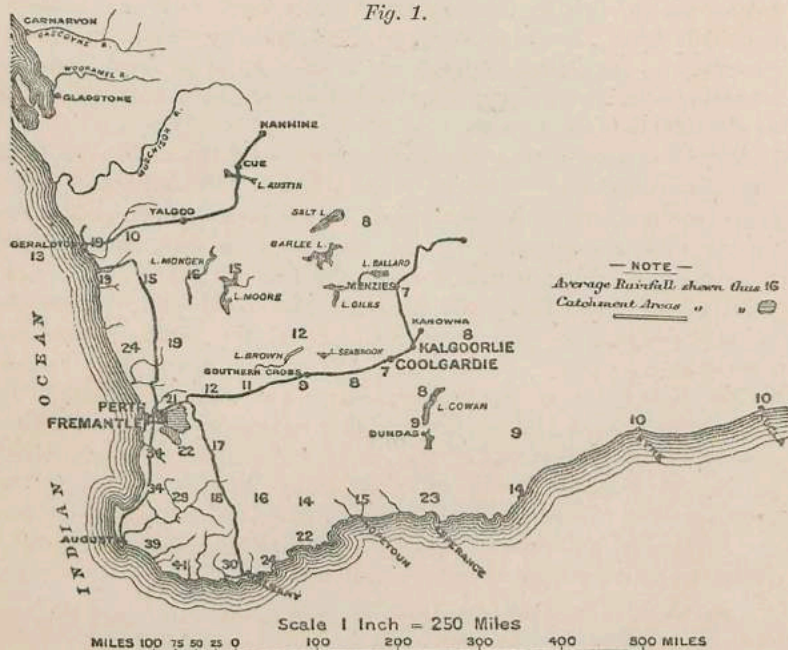 Fig. 1.
CARNARVON
GASCOYNE R.
WOORAMEL R.
GLADSTONE
MURCHISON R.
NANNINE
CUE
L. AUSTIN
YALGOO
SALT L.
8
GERALDTON
19
10
13
BARLEE L.
L. MONGER
16
15
L. BALLARD
MENZIES
7
L. MOORE
L. GILES
19
15
— NOTE —
Average Rainfall shewn thus 16
Catchment Areas " "
OCEAN
24
19
12
KANOWNA
8
L. BROWN
L. SEABROOK
KALGOORLIE
SOUTHERN CROSS
COOLGARDIE
12
11
9
8
7
21
PERTH
FREMANTLE
8
L. COWAN
9
DUNDAS
9
10
10
EYRE
34
22
17
INDIAN
34
29
18
16
14
15
23
14
AUGUSTA
39
22
HOPETOUN
ESPERANCE
41
30
24
ALBANY
Scale 1 Inch = 250 Miles
MILES 100 75 50 25 0 100 200 300 400 500 MILES